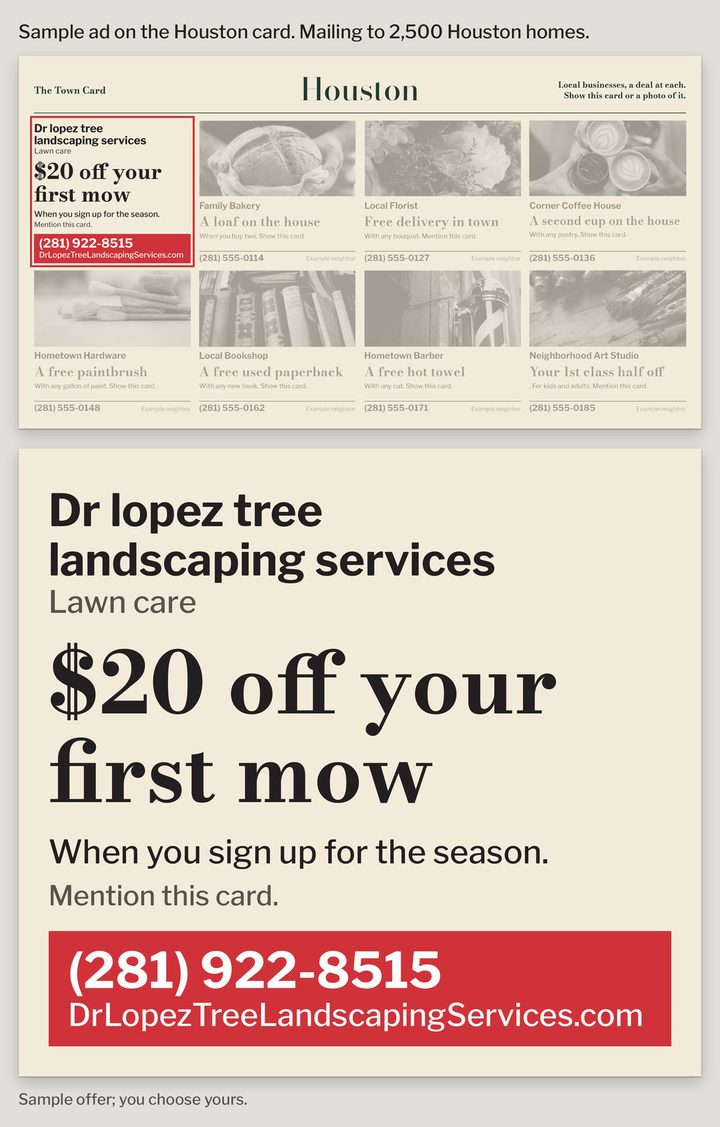 Sample ad on the Houston card. Mailing to 2,500 Houston homes.
The Town Card
Houston
Local businesses, a deal at each.
Show this card or a photo of it.
Dr lopez tree
landscaping services
Lawn care
$20 off your
first mow
When you sign up for the season.
Mention this card.
(281) 922-8515
DrLopezTreeLandscapingServices.com
Family Bakery
A loaf on the house
When you buy two. Show this card.
(281) 555-0114
Example neighbor
Local Florist
Free delivery in town
With any bouquet. Mention this card.
(281) 555-0127
Example neighbor
Corner Coffee House
A second cup on the house
With any pastry. Show this card.
(281) 555-0136
Example neighbor
Hometown Hardware
A free paintbrush
With any gallon of paint. Show this card.
(281) 555-0148
Example neighbor
Local Bookshop
A free used paperback
With any new book. Show this card.
(281) 555-0162
Example neighbor
Hometown Barber
A free hot towel
With any cut. Show this card.
(281) 555-0171
Example neighbor
Neighborhood Art Studio
Your 1st class half off
For kids and adults. Mention this card.
(281) 555-0185
Example neighbor
Dr lopez tree
landscaping services
Lawn care
$20 off your
first mow
When you sign up for the season.
Mention this card.
(281) 922-8515
DrLopezTreeLandscapingServices.com
Sample offer; you choose yours.